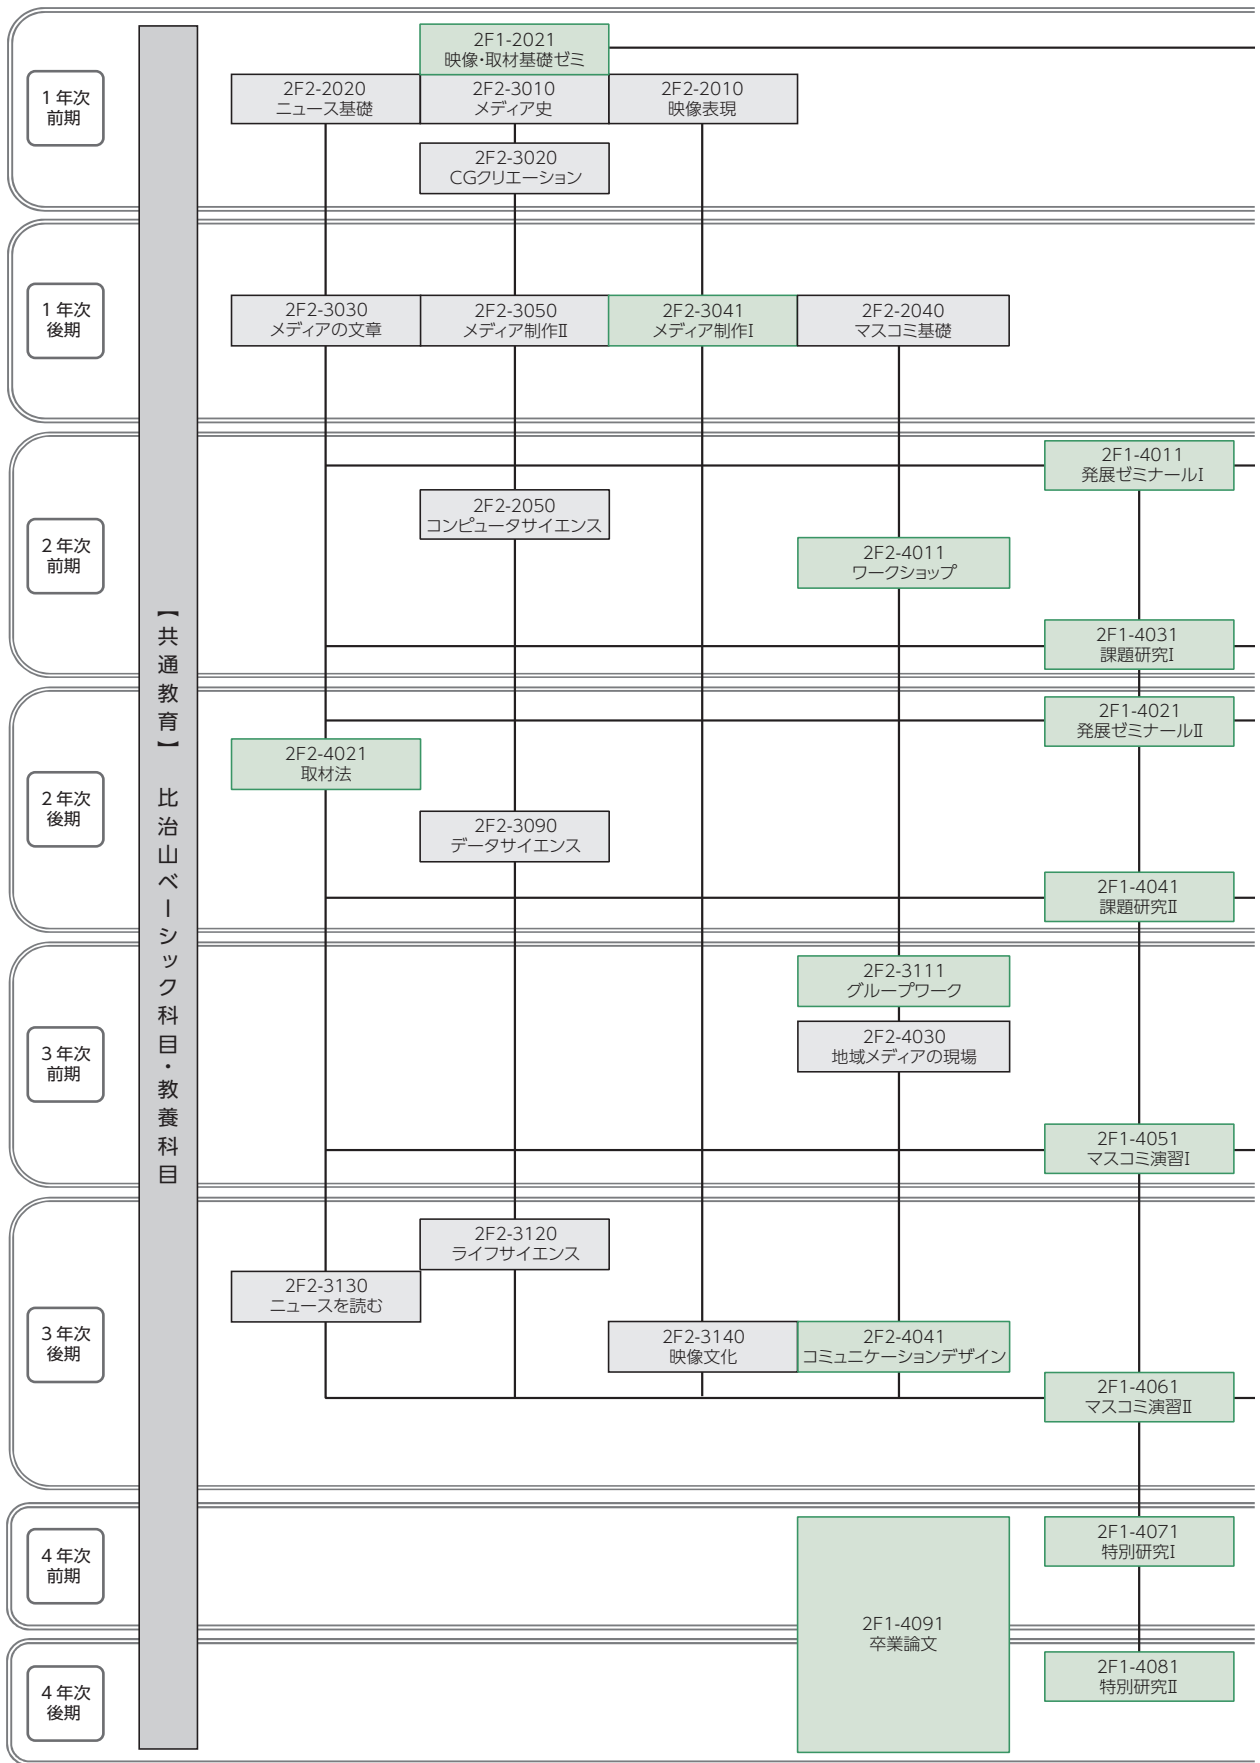 1年次
前期
2F1-2021
映像・取材基礎ゼミ
2F2-2020
ニュース基礎
2F2-3010
メディア史
2F2-2010
映像表現
2F2-3020
CGクリエーション
1年次
後期
2F2-3030
メディアの文章
2F2-3050
メディア制作Ⅱ
2F2-3041
メディア制作Ⅰ
2F2-2040
マスコミ基礎
2年次
前期
2F1-4011
発展ゼミナールⅠ
2F2-2050
コンピュータサイエンス
2F2-4011
ワークショップ
2F1-4031
課題研究Ⅰ
【共通教育】 比治山ベーシック科目・教養科目
2年次
後期
2F1-4021
発展ゼミナールⅡ
2F2-4021
取材法
2F2-3090
データサイエンス
2F1-4041
課題研究Ⅱ
3年次
前期
2F2-3111
グループワーク
2F2-4030
地域メディアの現場
2F1-4051
マスコミ演習Ⅰ
3年次
後期
2F2-3120
ライフサイエンス
2F2-3130
ニュースを読む
2F2-3140
映像文化
2F2-4041
コミュニケーションデザイン
2F1-4061
マスコミ演習Ⅱ
4年次
前期
2F1-4071
特別研究Ⅰ
2F1-4091
卒業論文
4年次
後期
2F1-4081
特別研究Ⅱ